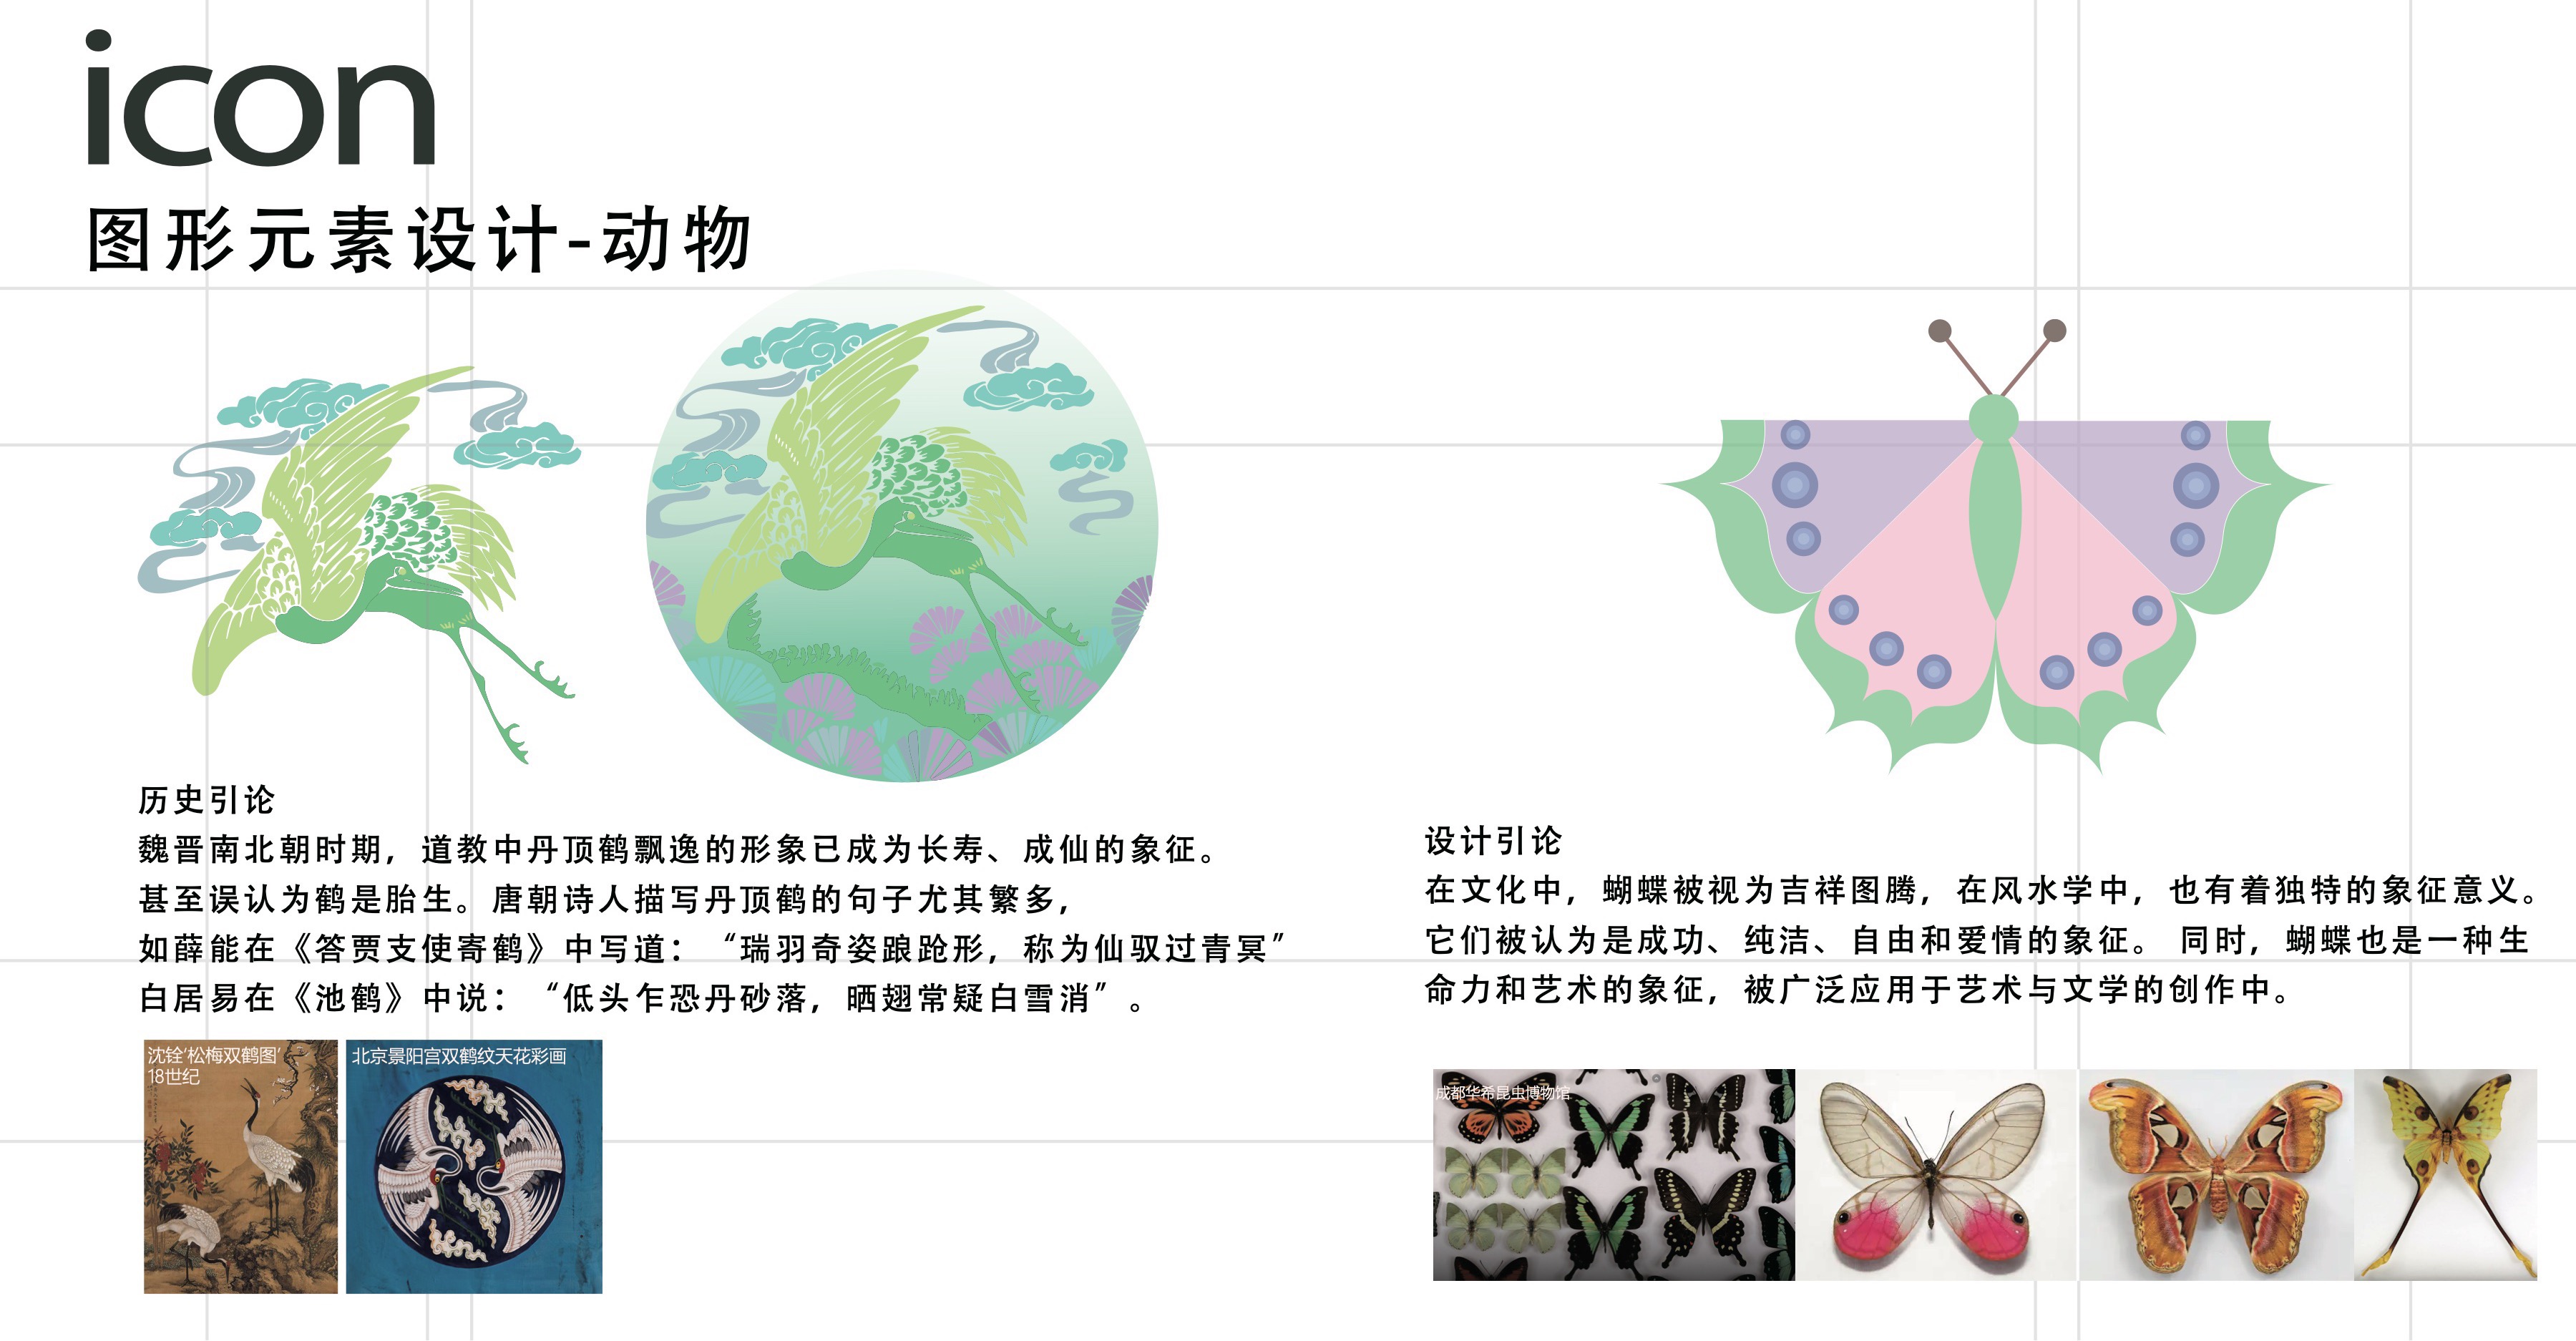 icon
图形元素设计-动物
历史引论
魏晋南北朝时期，道教中丹顶鹤飘逸的形象已成为长寿、成仙的象征。
甚至误认为鹤是胎生。唐朝诗人描写丹顶鹤的句子尤其繁多，
如薛能在《答贾支使寄鹤》中写道：“瑞羽奇姿踉跄形，称为仙驭过青冥”
白居易在《池鹤》中说：“低头乍恐丹砂落，晒翅常疑白雪消”。
沈铨‘松梅双鹤图’
18世纪
北京景阳宫双鹤纹天花彩画
设计引论
在文化中，蝴蝶被视为吉祥图腾，在风水学中，也有着独特的象征意义。
它们被认为是成功、纯洁、自由和爱情的象征。 同时，蝴蝶也是一种生
命力和艺术的象征，被广泛应用于艺术与文学的创作中。
成都华希昆虫博物馆